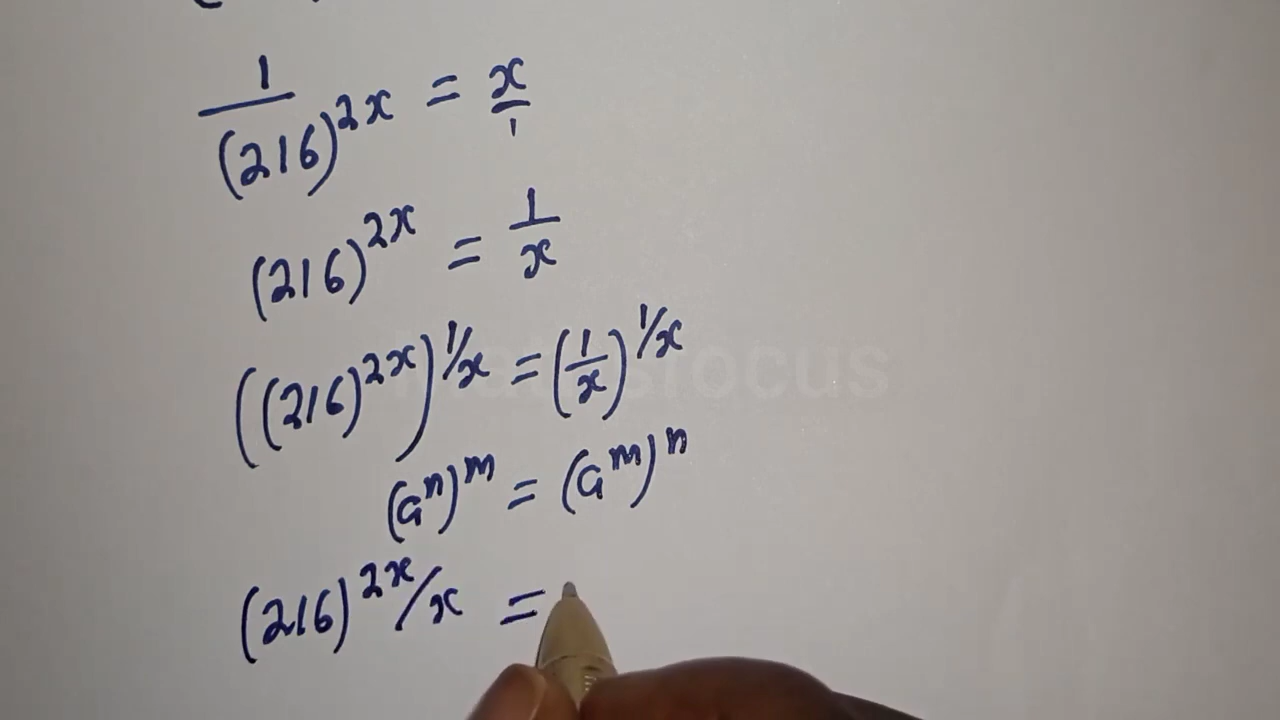 1/(216)^2x = x/1
(216)^2x = 1/x
((216)^2x)^1/x = (1/x)^1/x
(a^n)^m = (a^m)^n
(216)^2x/x =